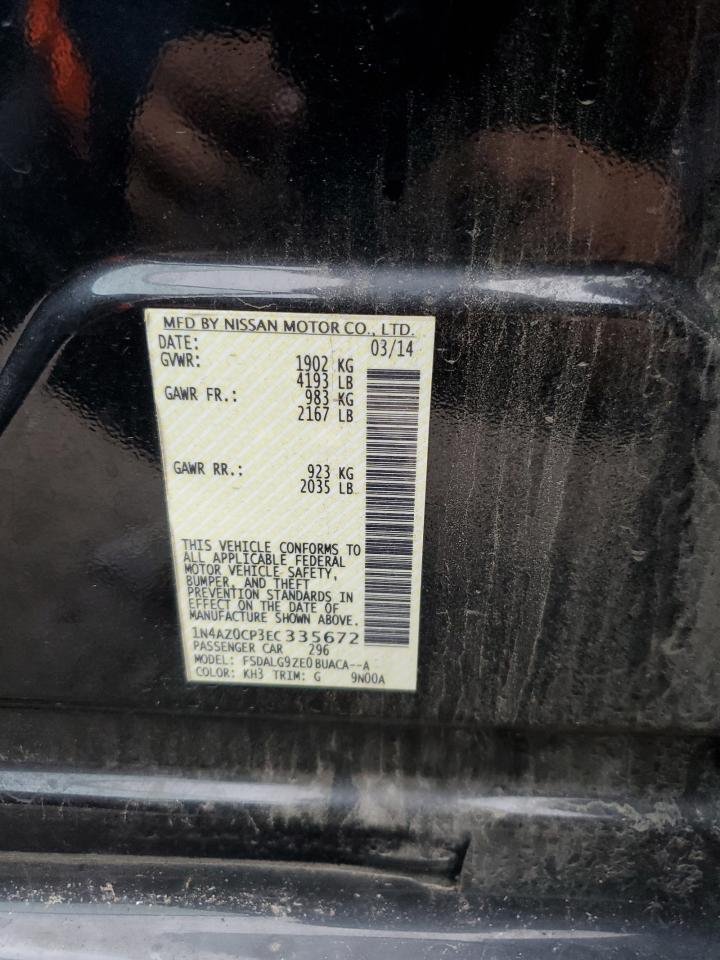 MFD BY NISSAN MOTOR CO., LTD.
DATE: 03/14
GVWR: 1902 KG
4193 LB
GAWR FR.: 983 KG
2167 LB
GAWR RR.: 923 KG
2035 LB
THIS VEHICLE CONFORMS TO
ALL APPLICABLE FEDERAL
MOTOR VEHICLE SAFETY,
BUMPER, AND THEFT
PREVENTION STANDARDS IN
EFFECT ON THE DATE OF
MANUFACTURE SHOWN ABOVE.
1N4AZ0CP3EC335672
PASSENGER CAR 296
MODEL: FSDALG9ZE0BUACA--A
COLOR: KH3 TRIM: G 9N00A